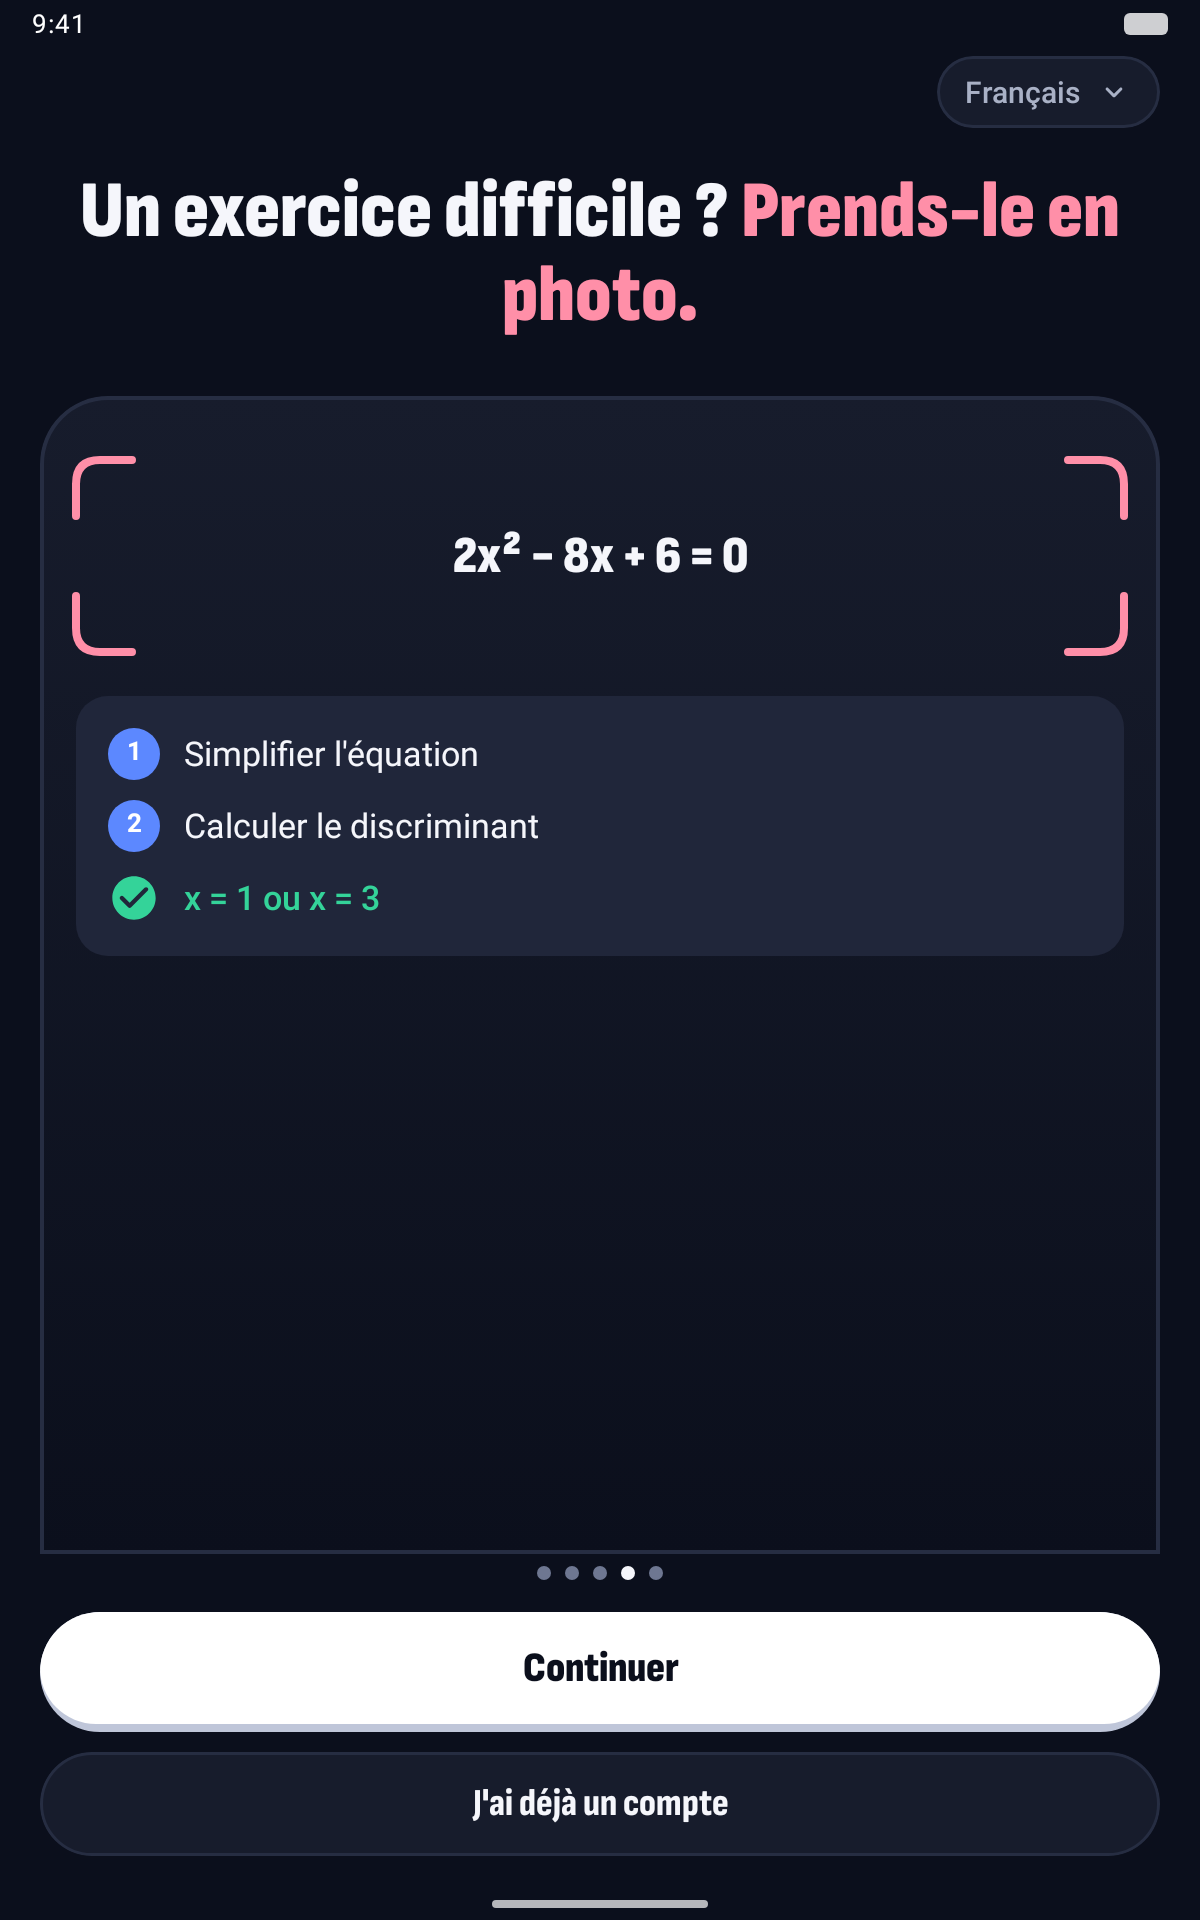 9:41
Français
Un exercice difficile ? Prends-le en
photo.
2x² - 8x + 6 = 0
1 Simplifier l'équation
2 Calculer le discriminant
x = 1 ou x = 3
Continuer
J'ai déjà un compte